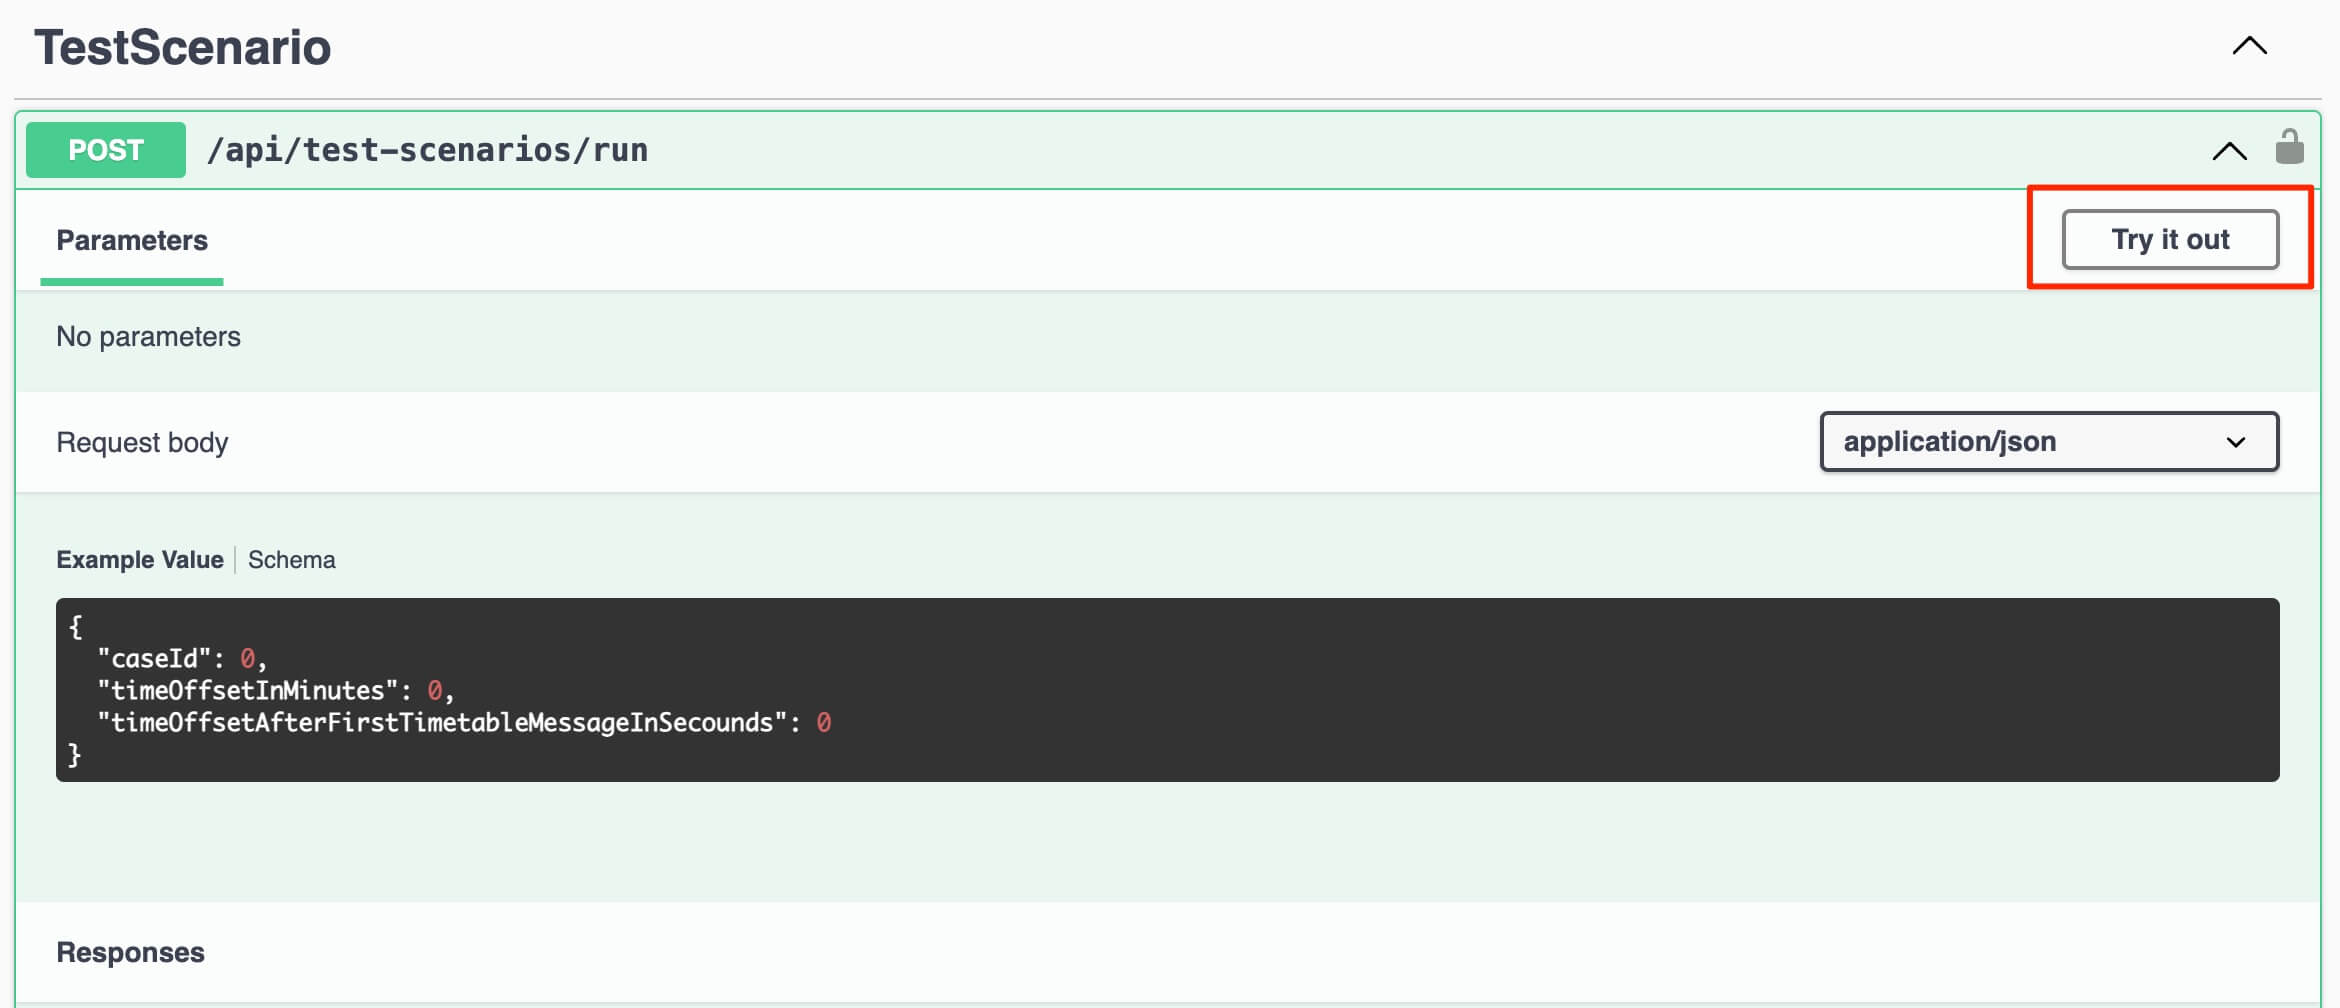 TestScenario
POST /api/test-scenarios/run
Parameters
Try it out
No parameters
Request body
application/json
Example Value Schema
{
"caseId": 0,
"timeOffsetInMinutes": 0,
"timeOffsetAfterFirstTimetableMessageInSecounds": 0
}
Responses